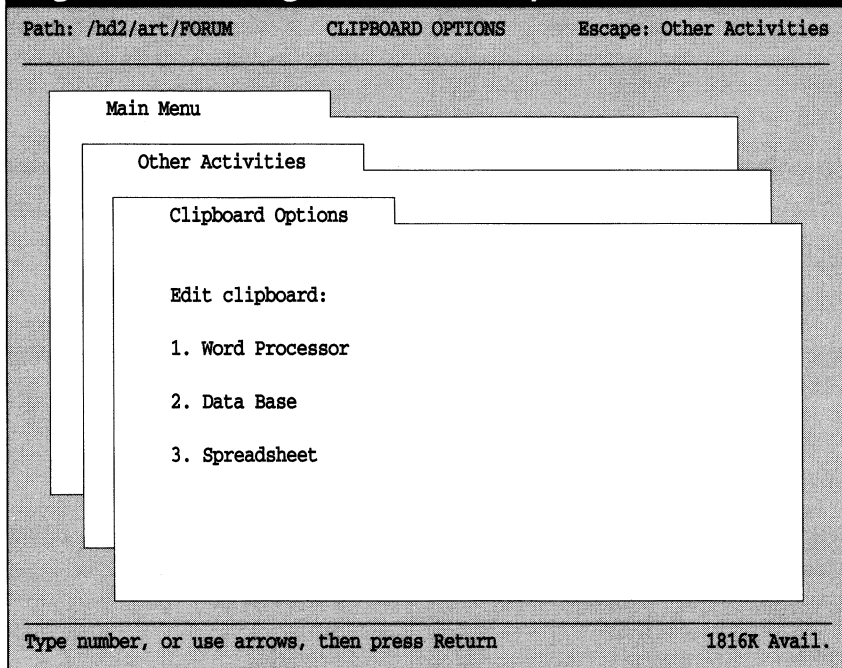 Path: /hd2/art/FORUM CLIPBOARD OPTIONS Escape: Other Activities
Main Menu
Other Activities
Clipboard Options
Edit clipboard:
1. Word Processor
2. Data Base
3. Spreadsheet
Type number, or use arrows, then press Return 1816K Avail.